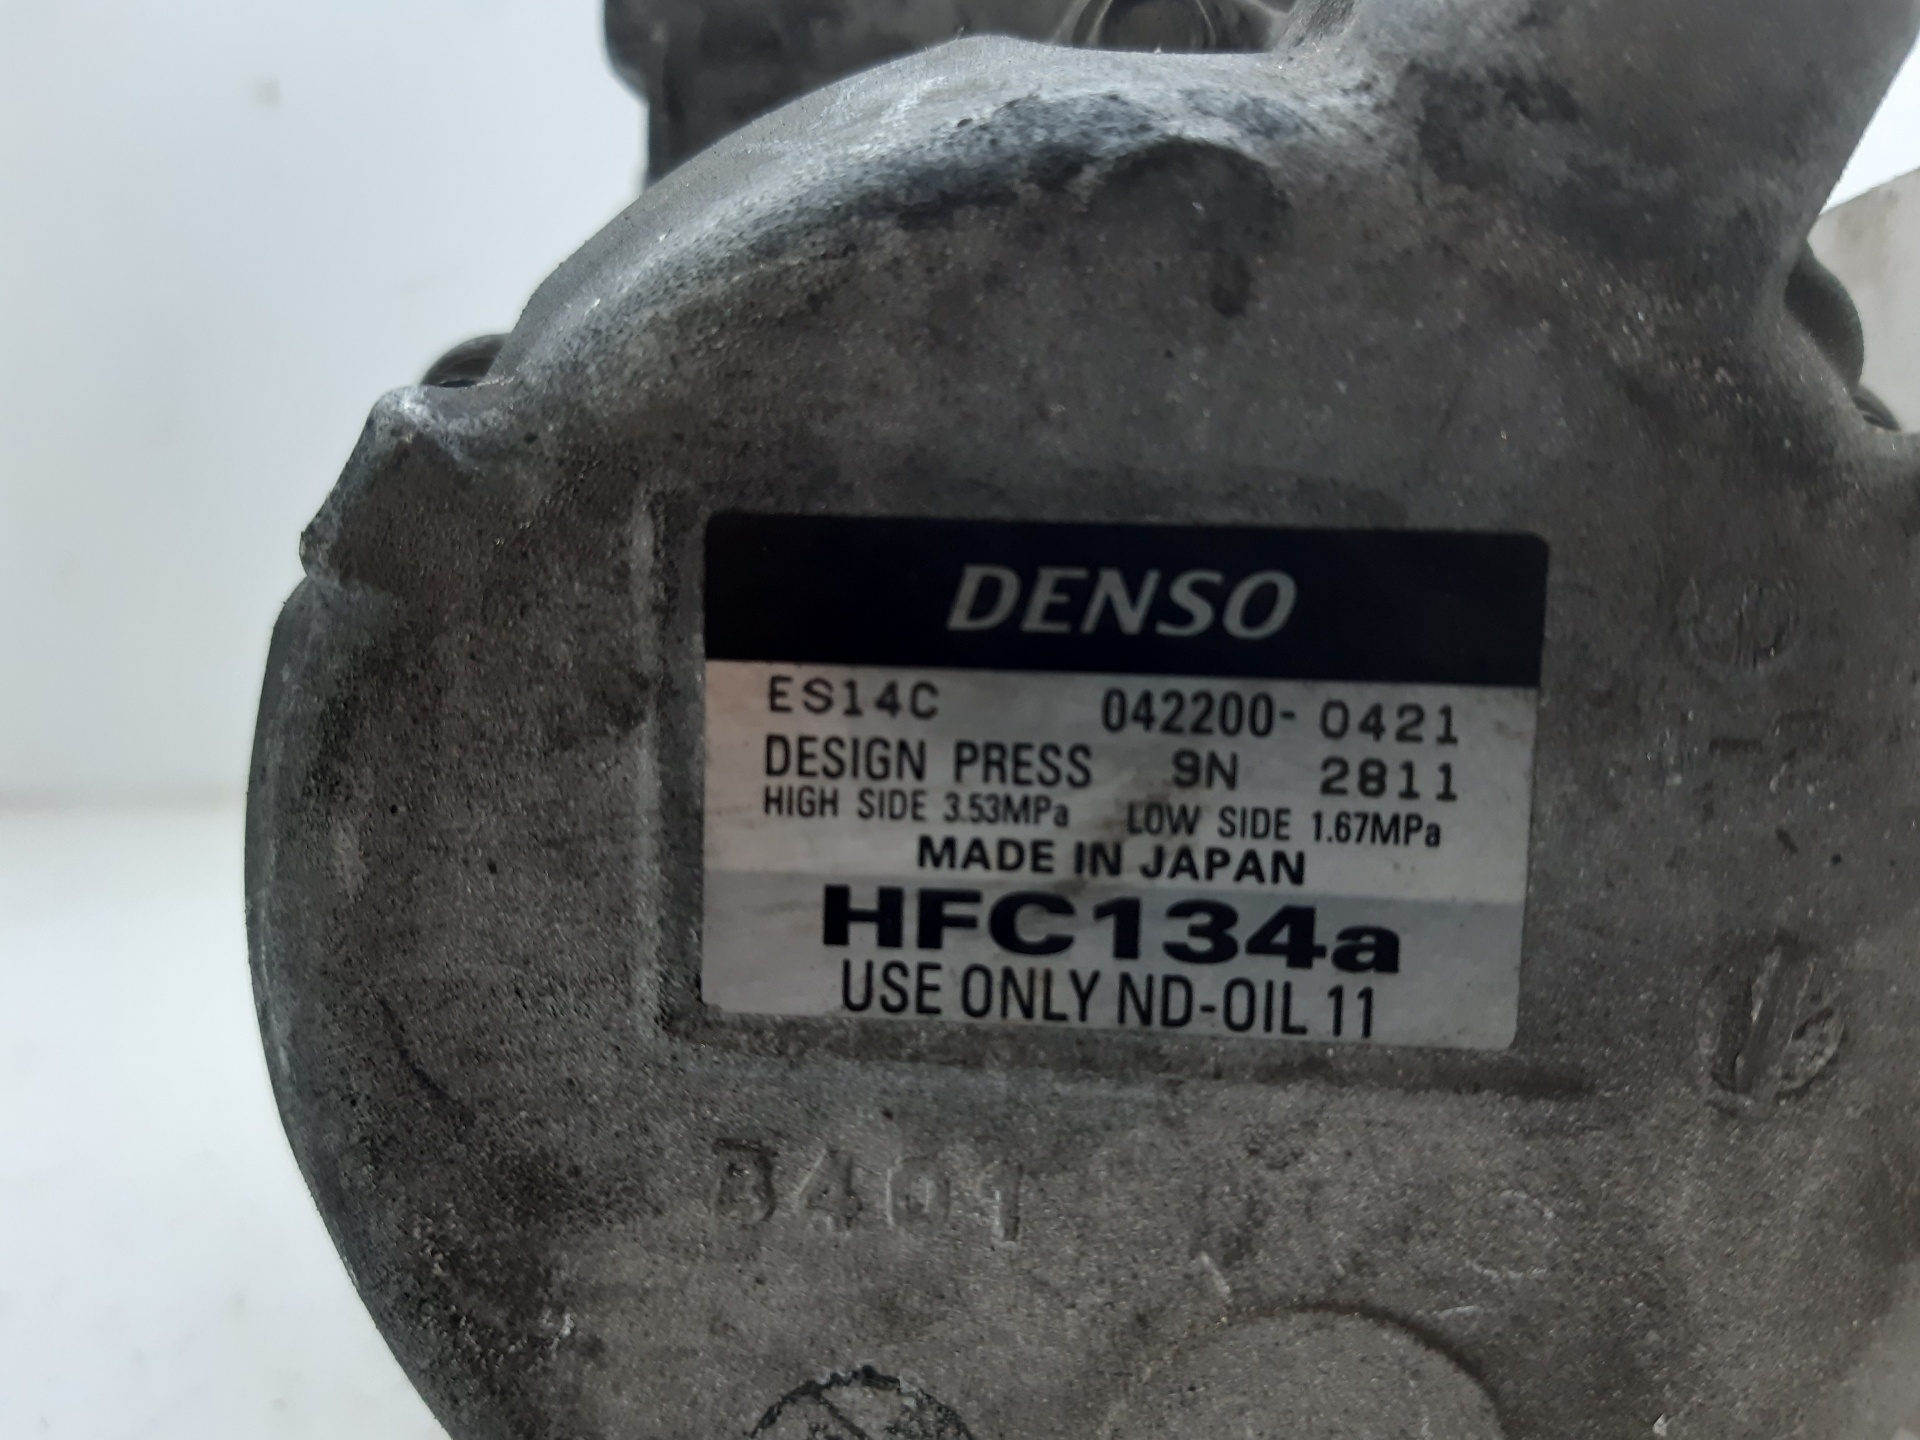 DENSO
ES14C 042200- 0421
DESIGN PRESS 9N 2811
HIGH SIDE 3.53MPa LOW SIDE 1.67MPa
MADE IN JAPAN
HFC134a
USE ONLY ND-OIL 11